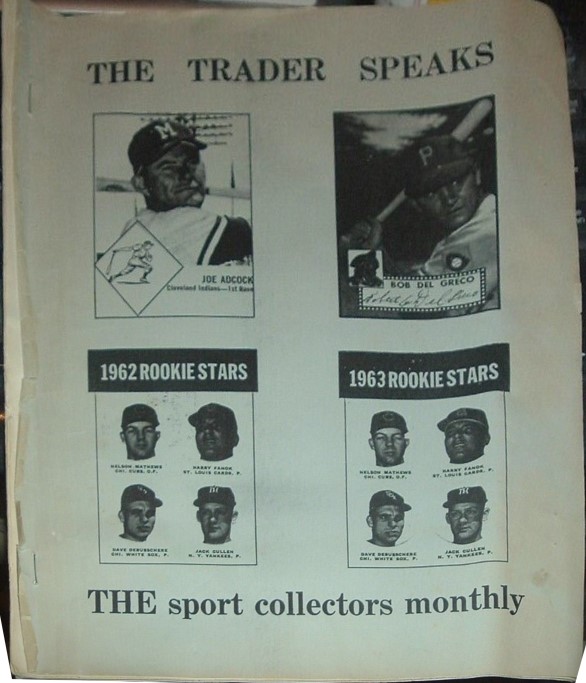 THE TRADER SPEAKS
JOE ADCOCK
Cleveland Indians—1st Base
P
BOB DEL GRECO
1962 ROOKIE STARS
NELSON MATHEWS
CHI. CUBS, O.F.
HARRY FANOK
ST. LOUIS CARDS, P.
DAVE DEBUSSCHERE
CHI. WHITE SOX, P.
JACK CULLEN
N. Y. YANKEES, P.
1963 ROOKIE STARS
NELSON MATHEWS
CHI. CUBS, O.F.
HARRY FANOK
ST. LOUIS CARDS, P.
DAVE DEBUSSCHERE
CHI. WHITE SOX, P.
JACK CULLEN
N. Y. YANKEES, P.
THE sport collectors monthly